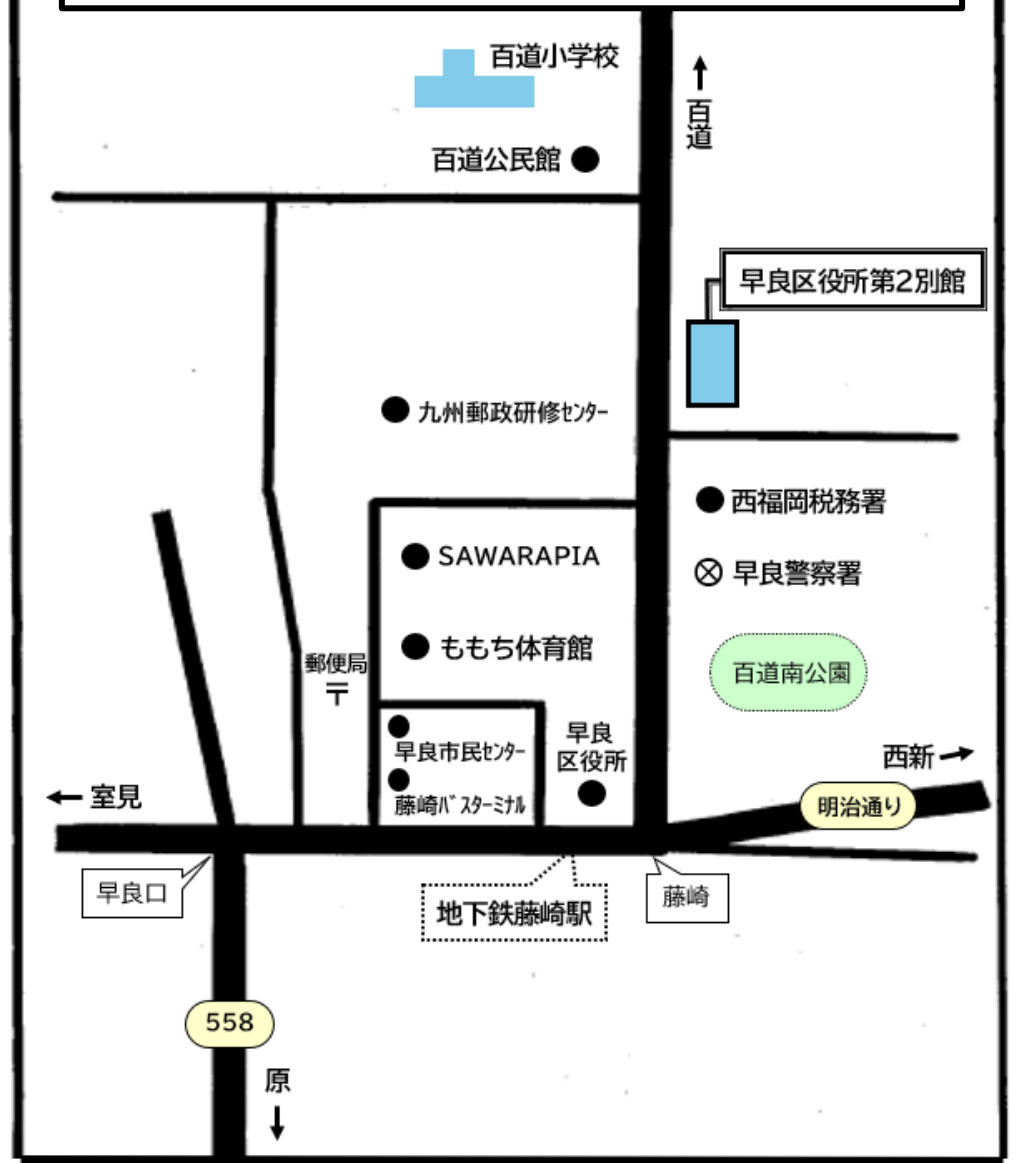 百道小学校
百道
百道公民館
早良区役所第2別館
九州郵政研修ｾﾝﾀｰ
西福岡税務署
SAWARAPIA
早良警察署
ももち体育館
郵便局
〒
百道南公園
早良
区役所
早良市民ｾﾝﾀｰ
藤崎ﾊﾞｽﾀｰﾐﾅﾙ
西新→
←室見
明治通り
早良口
地下鉄藤崎駅
藤崎
558
原